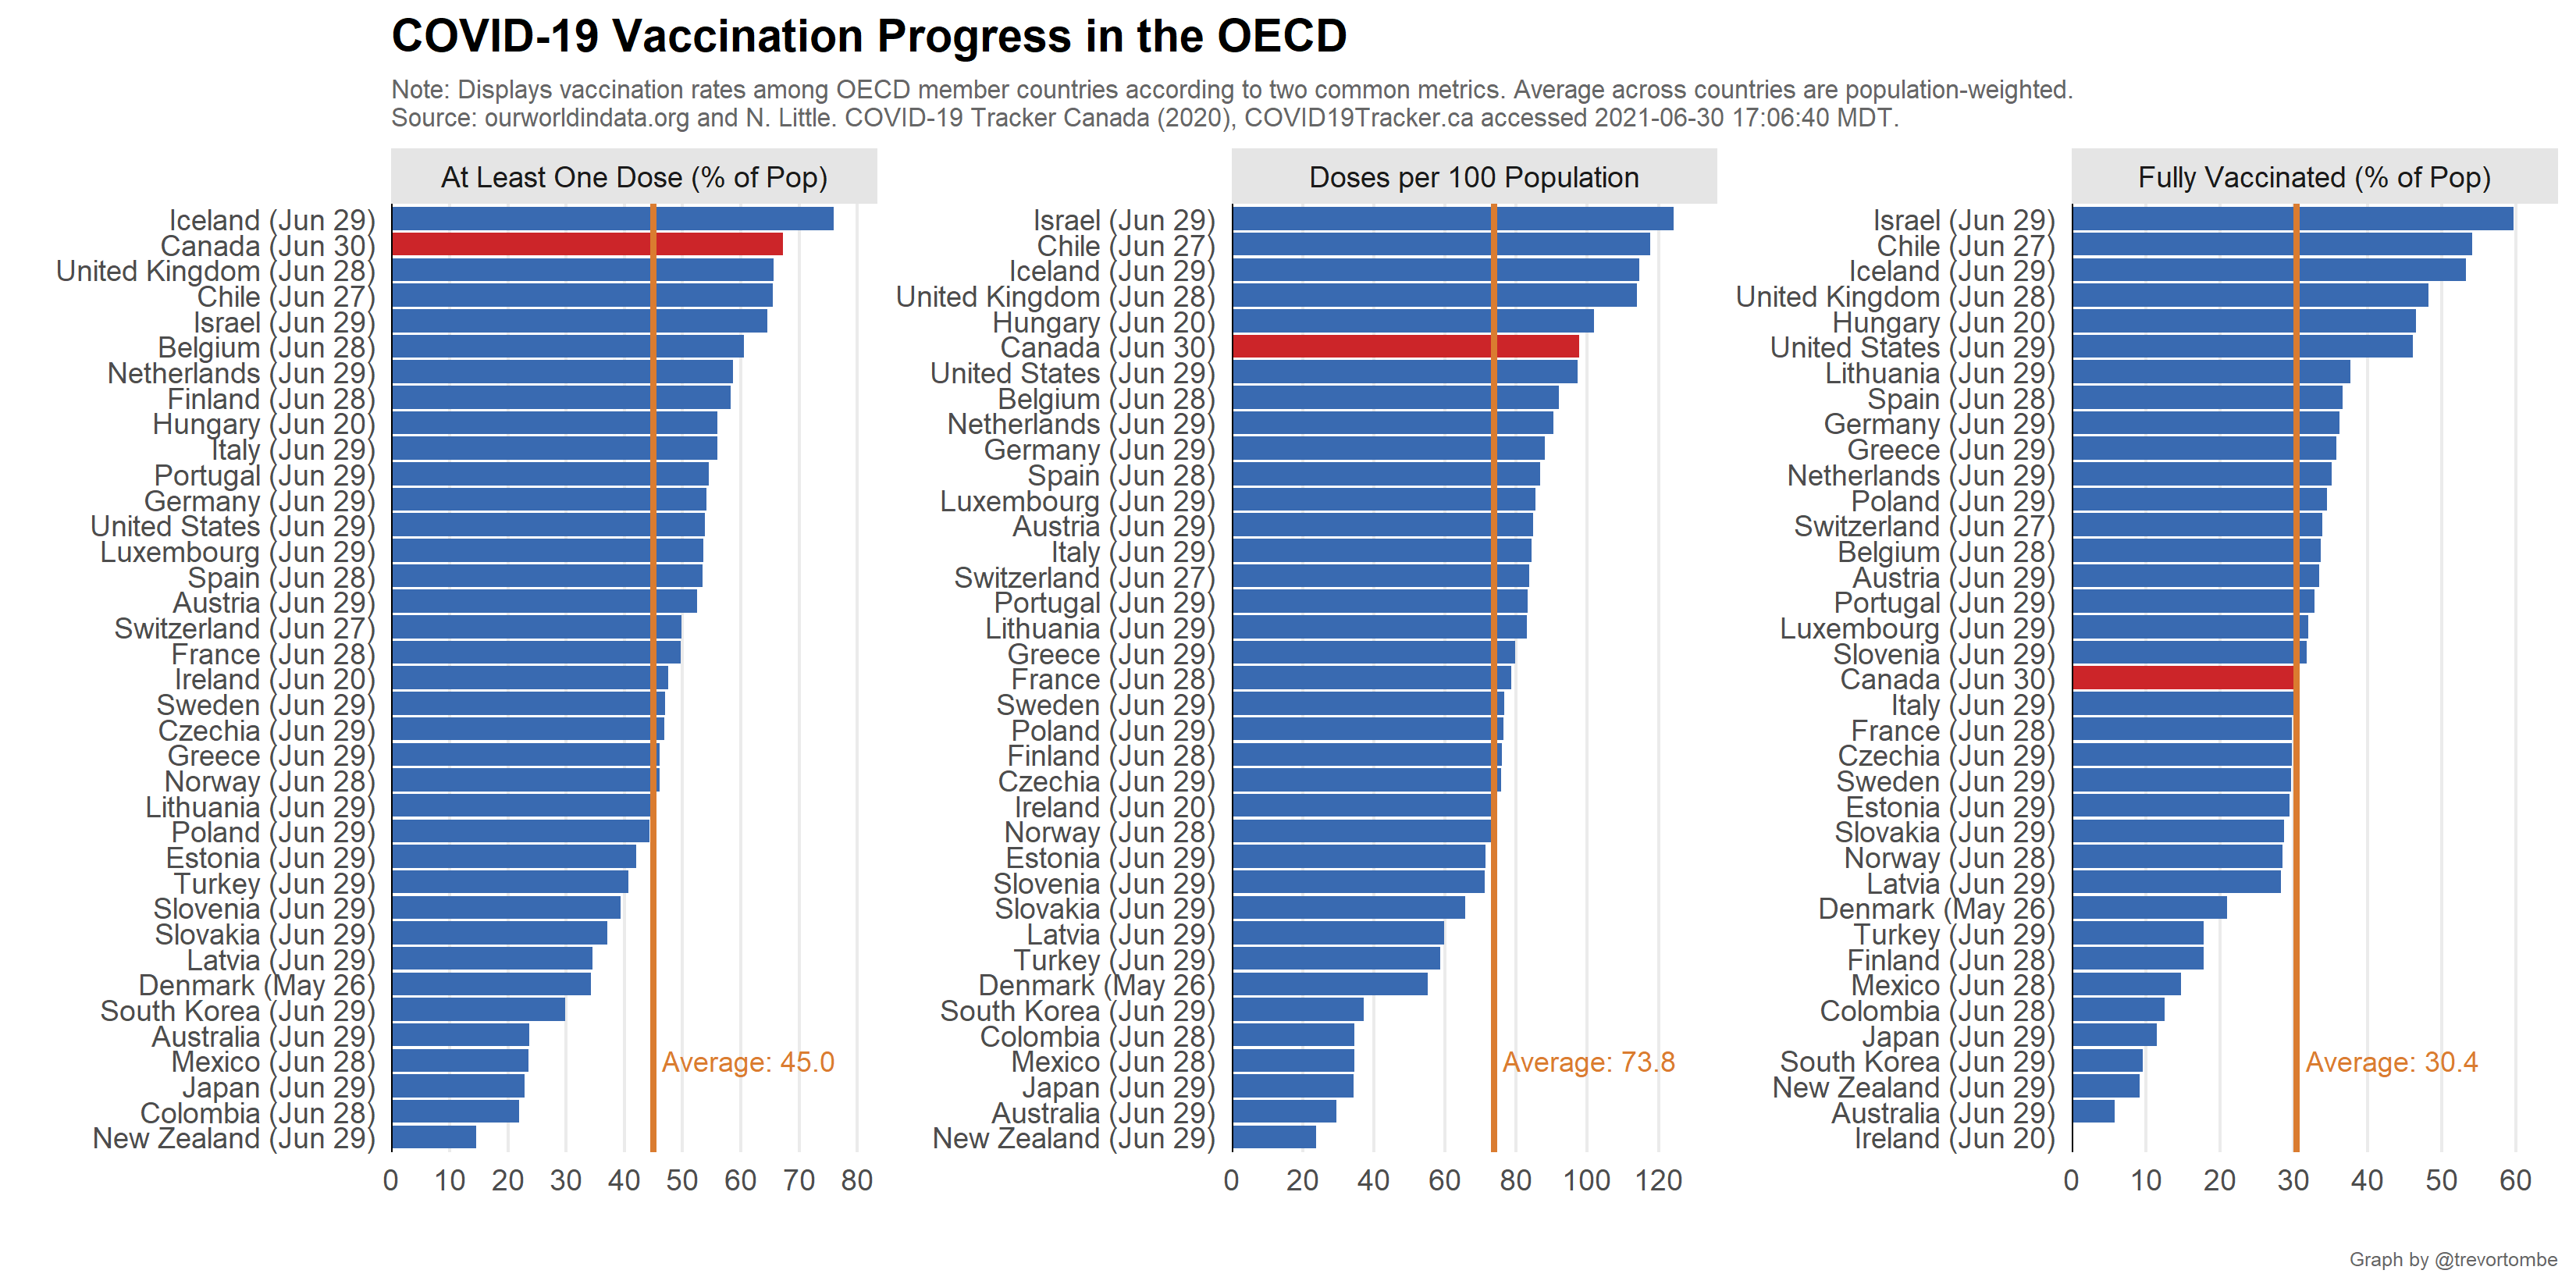 COVID-19 Vaccination Progress in the OECD
Note: Displays vaccination rates among OECD member countries according to two common metrics. Average across countries are population-weighted.
Source: ourworldindata.org and N. Little. COVID-19 Tracker Canada (2020), COVID19Tracker.ca accessed 2021-06-30 17:06:40 MDT.
At Least One Dose (% of Pop)
Iceland (Jun 29)
Canada (Jun 30)
United Kingdom (Jun 28)
Chile (Jun 27)
Israel (Jun 29)
Belgium (Jun 28)
Netherlands (Jun 29)
Finland (Jun 28)
Hungary (Jun 20)
Italy (Jun 29)
Portugal (Jun 29)
Germany (Jun 29)
United States (Jun 29)
Luxembourg (Jun 29)
Spain (Jun 28)
Austria (Jun 29)
Switzerland (Jun 27)
France (Jun 28)
Ireland (Jun 20)
Sweden (Jun 29)
Czechia (Jun 29)
Greece (Jun 29)
Norway (Jun 28)
Lithuania (Jun 29)
Poland (Jun 29)
Estonia (Jun 29)
Turkey (Jun 29)
Slovenia (Jun 29)
Slovakia (Jun 29)
Latvia (Jun 29)
Denmark (May 26)
South Korea (Jun 29)
Australia (Jun 29)
Mexico (Jun 28)
Japan (Jun 29)
Colombia (Jun 28)
New Zealand (Jun 29)
Average: 45.0
0 10 20 30 40 50 60 70 80
Doses per 100 Population
Israel (Jun 29)
Chile (Jun 27)
Iceland (Jun 29)
United Kingdom (Jun 28)
Hungary (Jun 20)
Canada (Jun 30)
United States (Jun 29)
Belgium (Jun 28)
Netherlands (Jun 29)
Germany (Jun 29)
Spain (Jun 28)
Luxembourg (Jun 29)
Austria (Jun 29)
Italy (Jun 29)
Switzerland (Jun 27)
Portugal (Jun 29)
Lithuania (Jun 29)
Greece (Jun 29)
France (Jun 28)
Sweden (Jun 29)
Poland (Jun 29)
Finland (Jun 28)
Czechia (Jun 29)
Ireland (Jun 20)
Norway (Jun 28)
Estonia (Jun 29)
Slovenia (Jun 29)
Slovakia (Jun 29)
Latvia (Jun 29)
Turkey (Jun 29)
Denmark (May 26)
South Korea (Jun 29)
Colombia (Jun 28)
Mexico (Jun 28)
Japan (Jun 29)
Australia (Jun 29)
New Zealand (Jun 29)
Average: 73.8
0 20 40 60 80 100 120
Fully Vaccinated (% of Pop)
Israel (Jun 29)
Chile (Jun 27)
Iceland (Jun 29)
United Kingdom (Jun 28)
Hungary (Jun 20)
United States (Jun 29)
Lithuania (Jun 29)
Spain (Jun 28)
Germany (Jun 29)
Greece (Jun 29)
Netherlands (Jun 29)
Poland (Jun 29)
Switzerland (Jun 27)
Belgium (Jun 28)
Austria (Jun 29)
Portugal (Jun 29)
Luxembourg (Jun 29)
Slovenia (Jun 29)
Canada (Jun 30)
Italy (Jun 29)
France (Jun 28)
Czechia (Jun 29)
Sweden (Jun 29)
Estonia (Jun 29)
Slovakia (Jun 29)
Norway (Jun 28)
Latvia (Jun 29)
Denmark (May 26)
Turkey (Jun 29)
Finland (Jun 28)
Mexico (Jun 28)
Colombia (Jun 28)
Japan (Jun 29)
South Korea (Jun 29)
New Zealand (Jun 29)
Australia (Jun 29)
Ireland (Jun 20)
Average: 30.4
0 10 20 30 40 50 60
Graph by @trevortombe